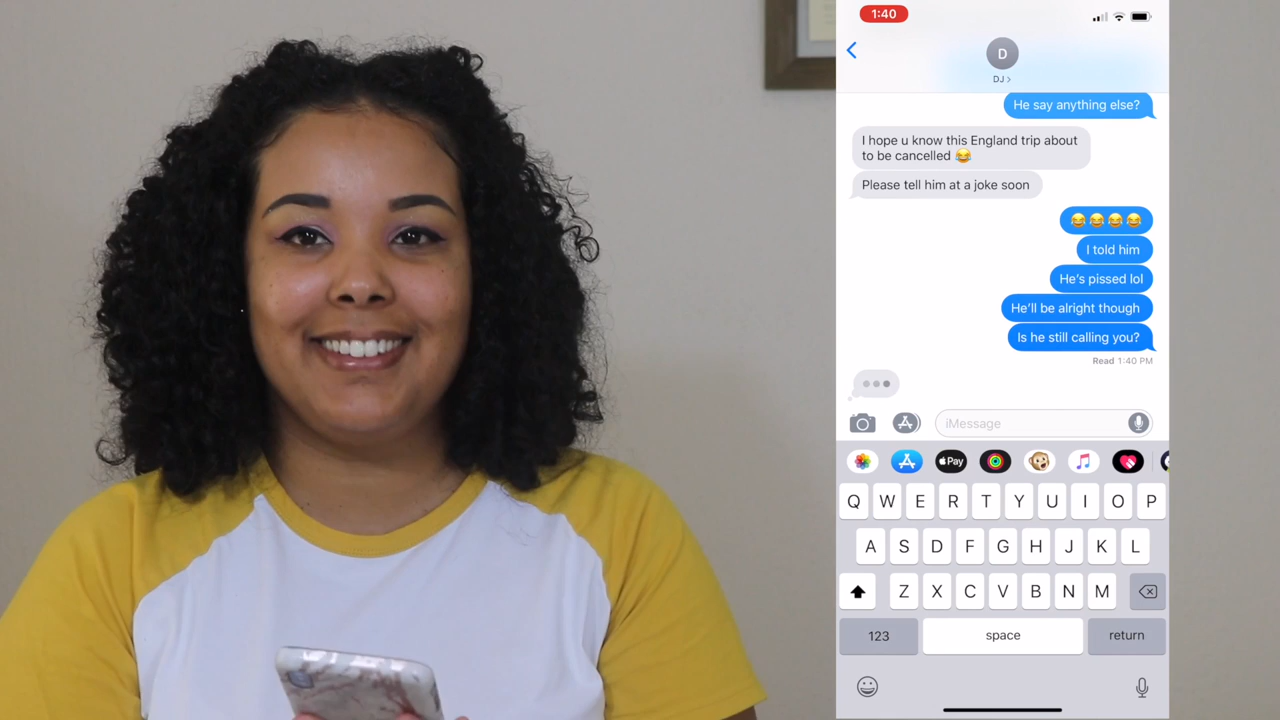 1:40
D
DJ >
He say anything else?
I hope u know this England trip about
to be cancelled 😂
Please tell him at a joke soon
😂😂😂😂
I told him
He's pissed lol
He'll be alright though
Is he still calling you?
Read 1:40 PM
iMessage
Pay
Q W E R T Y U I O P
A S D F G H J K L
Z X C V B N M
123 space return